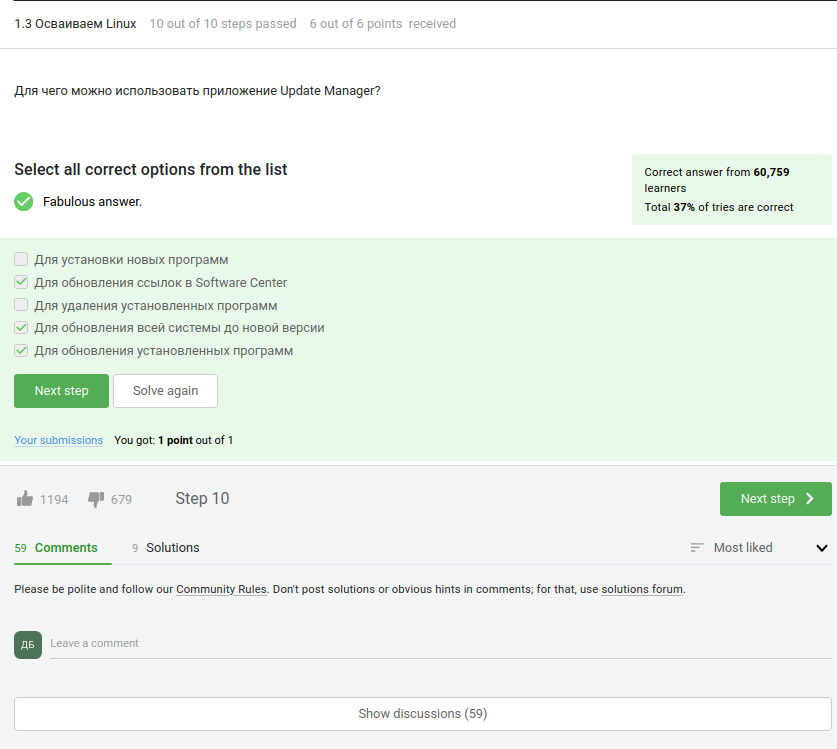 1.3 Осваиваем Linux 10 out of 10 steps passed 6 out of 6 points received
Для чего можно использовать приложение Update Manager?
Select all correct options from the list
Fabulous answer.
Correct answer from 60,759
learners
Total 37% of tries are correct
Для установки новых программ
Для обновления ссылок в Software Center
Для удаления установленных программ
Для обновления всей системы до новой версии
Для обновления установленных программ
Next step Solve again
Your submissions You got: 1 point out of 1
1194 679 Step 10 Next step
59 Comments 9 Solutions Most liked
Please be polite and follow our Community Rules. Don't post solutions or obvious hints in comments; for that, use solutions forum.
ДБ Leave a comment
Show discussions (59)